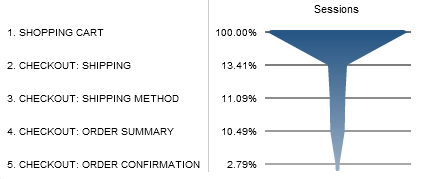 Sessions
1. SHOPPING CART 100.00%
2. CHECKOUT: SHIPPING 13.41%
3. CHECKOUT: SHIPPING METHOD 11.09%
4. CHECKOUT: ORDER SUMMARY 10.49%
5. CHECKOUT: ORDER CONFIRMATION 2.79%